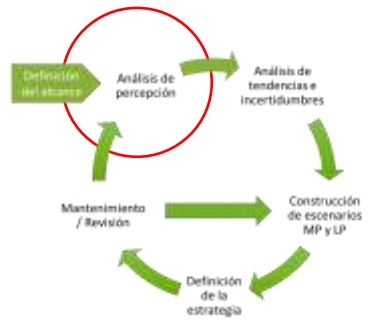 Definición
del alcance
Análisis de
percepción
Análisis de
tendencias e
incertidumbres
Construcción
de escenarios
MP y LP
Definición
de la
estrategia
Mantenimiento
/ Revisión